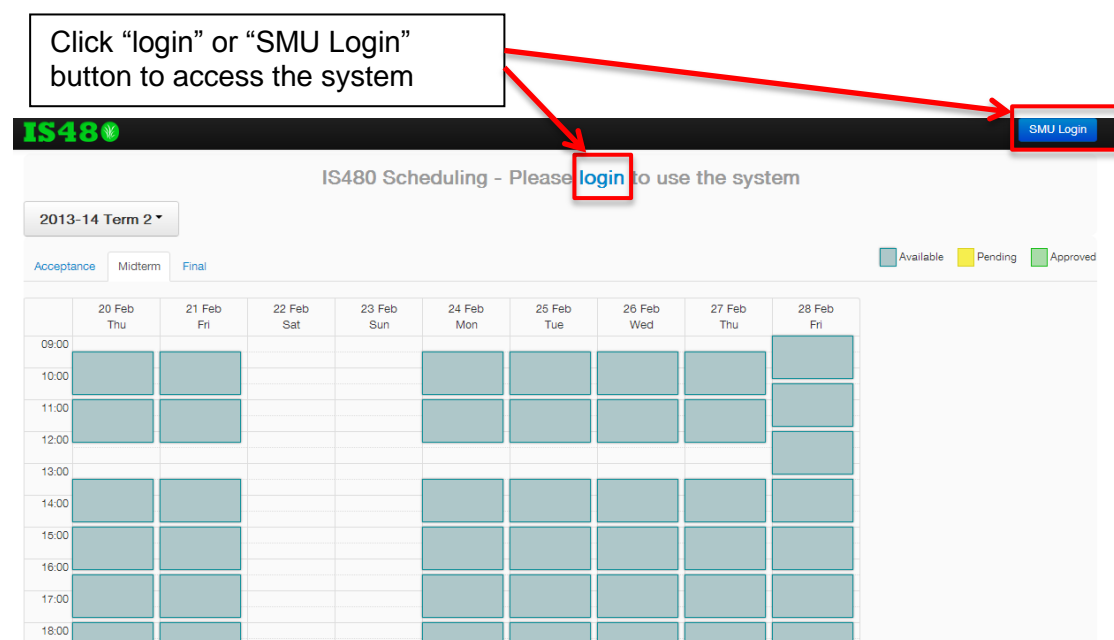 Click “login” or “SMU Login”
button to access the system
IS480
SMU Login
IS480 Scheduling - Please login to use the system
2013-14 Term 2
Acceptance Midterm Final
Available Pending Approved
20 Feb 21 Feb 22 Feb 23 Feb 24 Feb 25 Feb 26 Feb 27 Feb 28 Feb
Thu Fri Sat Sun Mon Tue Wed Thu Fri
09:00
10:00
11:00
12:00
13:00
14:00
15:00
16:00
17:00
18:00